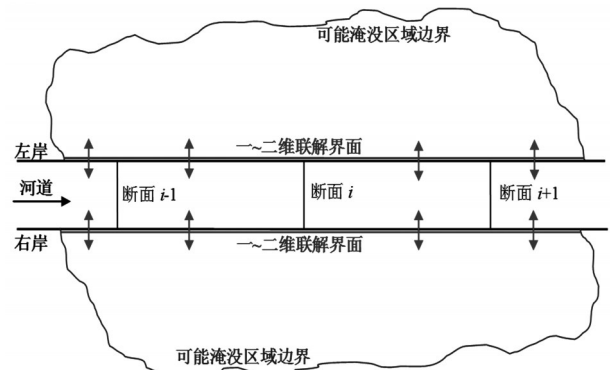 可能淹没区域边界
一~二维联解界面
左岸
河道
断面 i-1
断面 i
断面 i+1
右岸
一~二维联解界面
可能淹没区域边界